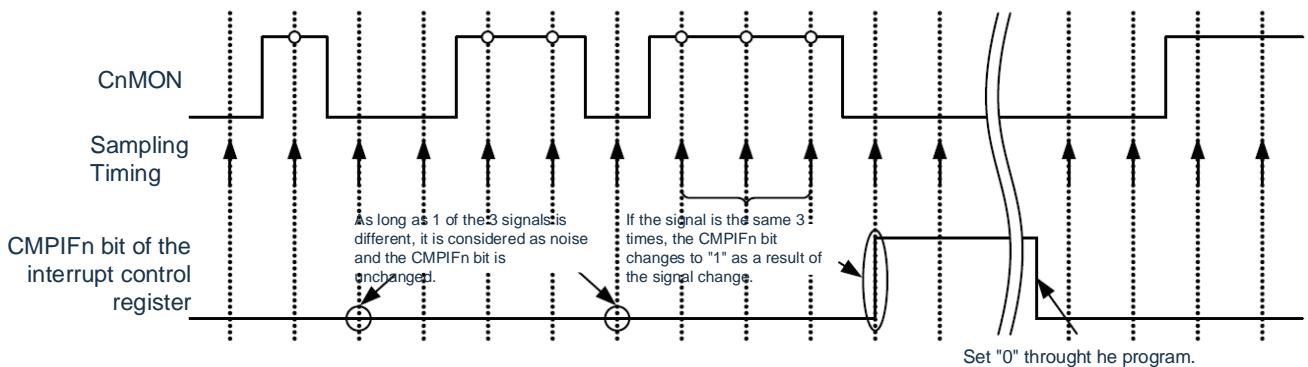 CnMON
Sampling
Timing
As long as 1 of the 3 signals is
different, it is considered as noise
and the CMPIFn bit is
unchanged.
If the signal is the same 3
times, the CMPIFn bit
changes to "1" as a result of
the signal change.
CMPIFn bit of the
interrupt control
register
Set "0" throught he program.